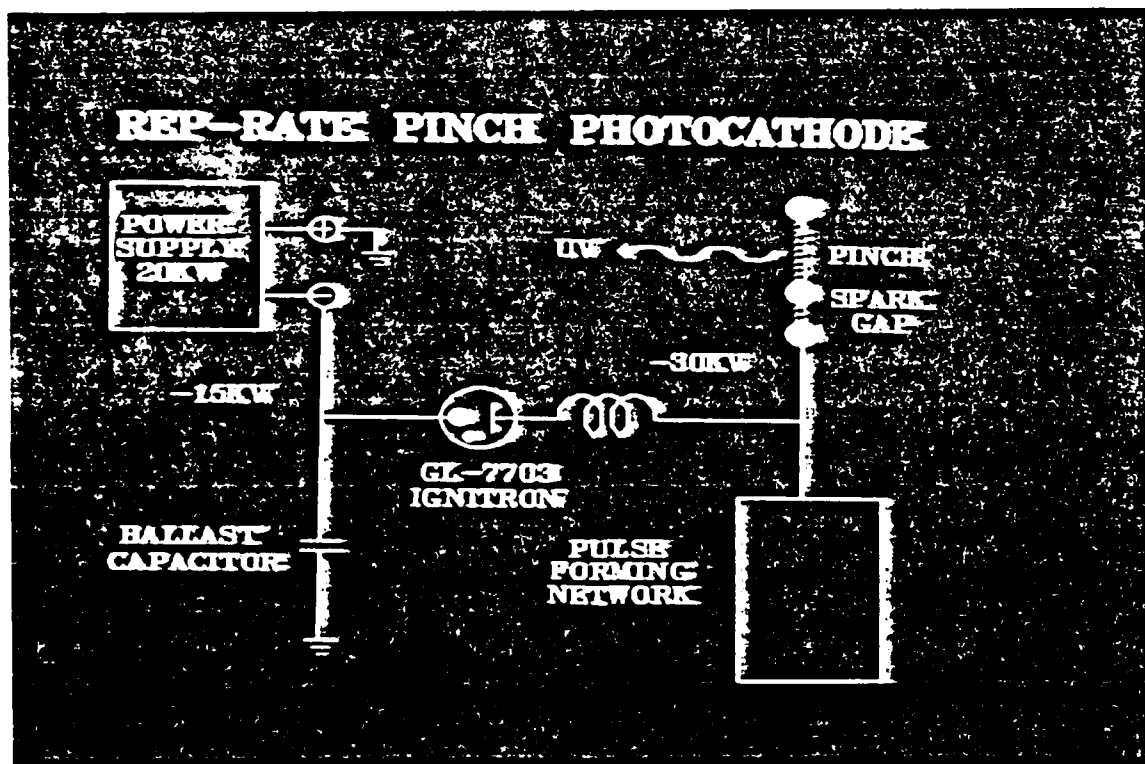 REP-RATE PINCH PHOTOCATHODE
POWER
SUPPLY
20KW
+
UV
PINCH
−
SPARK
GAP
-15KV
-30KV
GL-7703
IGNITRON
BALLAST
CAPACITOR
PULSE
FORMING
NETWORK